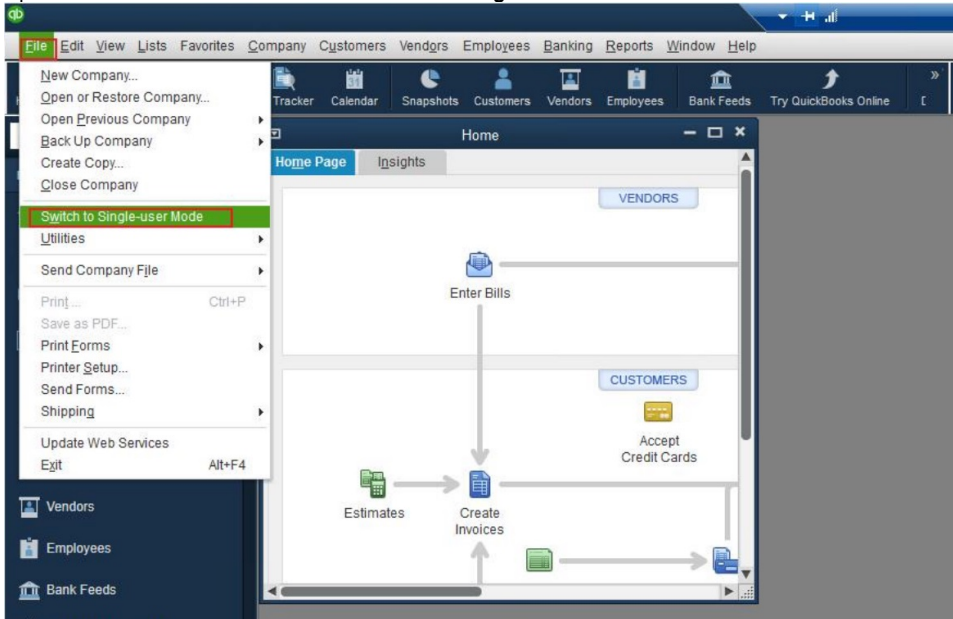 qb
File Edit View Lists Favorites Company Customers Vendors Employees Banking Reports Window Help
New Company...
Open or Restore Company...
Open Previous Company
Back Up Company
Create Copy...
Close Company
Switch to Single-user Mode
Utilities
Send Company File
Print... Ctrl+P
Save as PDF...
Print Forms
Printer Setup...
Send Forms...
Shipping
Update Web Services
Exit Alt+F4
Tracker Calendar Snapshots Customers Vendors Employees Bank Feeds Try QuickBooks Online
31
Home
Home Page Insights
VENDORS
Enter Bills
CUSTOMERS
Accept
Credit Cards
Estimates
Create
Invoices
Vendors
Employees
Bank Feeds